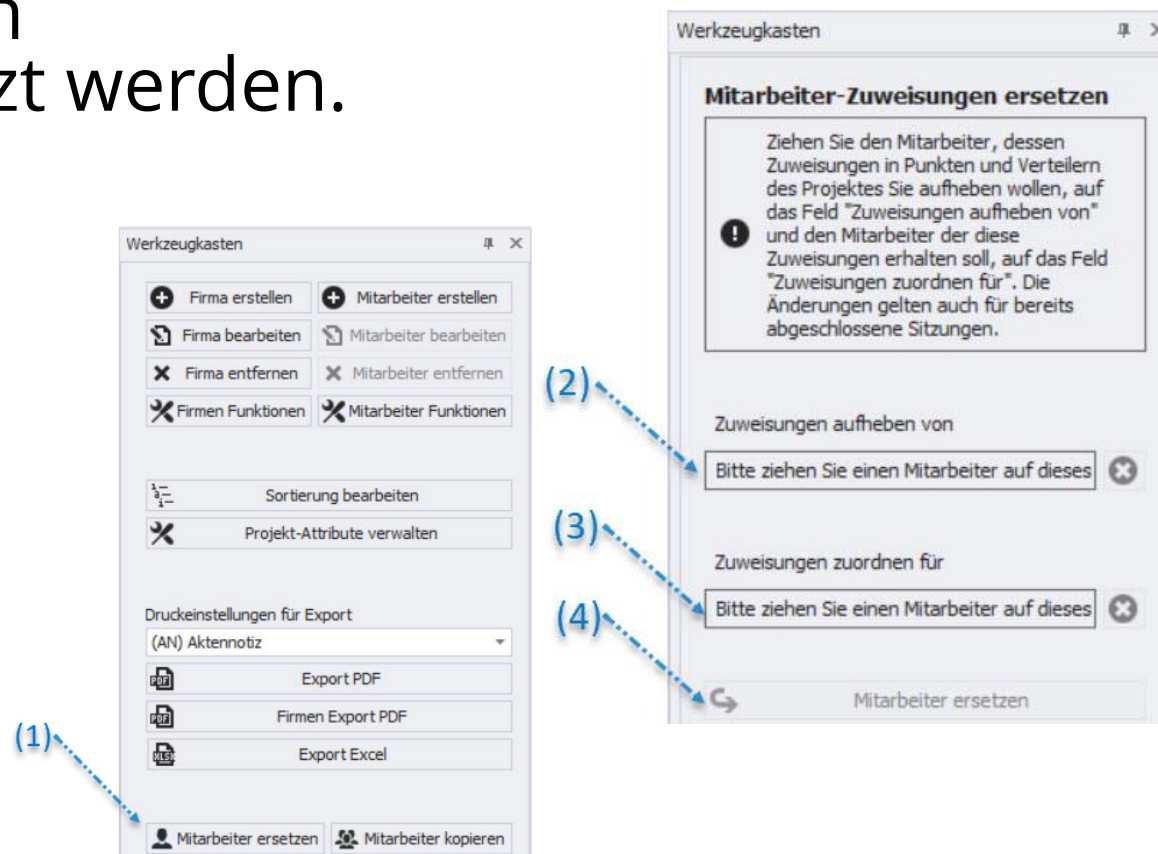 zt werden.
Werkzeugkasten
Firma erstellen
Mitarbeiter erstellen
Firma bearbeiten
Mitarbeiter bearbeiten
Firma entfernen
Mitarbeiter entfernen
Firmen Funktionen
Mitarbeiter Funktionen
Sortierung bearbeiten
Projekt-Attribute verwalten
Druckeinstellungen für Export
(AN) Aktennotiz
PDF
Export PDF
PDF
Firmen Export PDF
XLSX
Export Excel
(1)
Mitarbeiter ersetzen
Mitarbeiter kopieren
Werkzeugkasten
Mitarbeiter-Zuweisungen ersetzen
Ziehen Sie den Mitarbeiter, dessen
Zuweisungen in Punkten und Verteilern
des Projektes Sie aufheben wollen, auf
das Feld "Zuweisungen aufheben von"
und den Mitarbeiter der diese
Zuweisungen erhalten soll, auf das Feld
"Zuweisungen zuordnen für". Die
Änderungen gelten auch für bereits
abgeschlossene Sitzungen.
(2)
Zuweisungen aufheben von
Bitte ziehen Sie einen Mitarbeiter auf dieses
(3)
Zuweisungen zuordnen für
Bitte ziehen Sie einen Mitarbeiter auf dieses
(4)
Mitarbeiter ersetzen